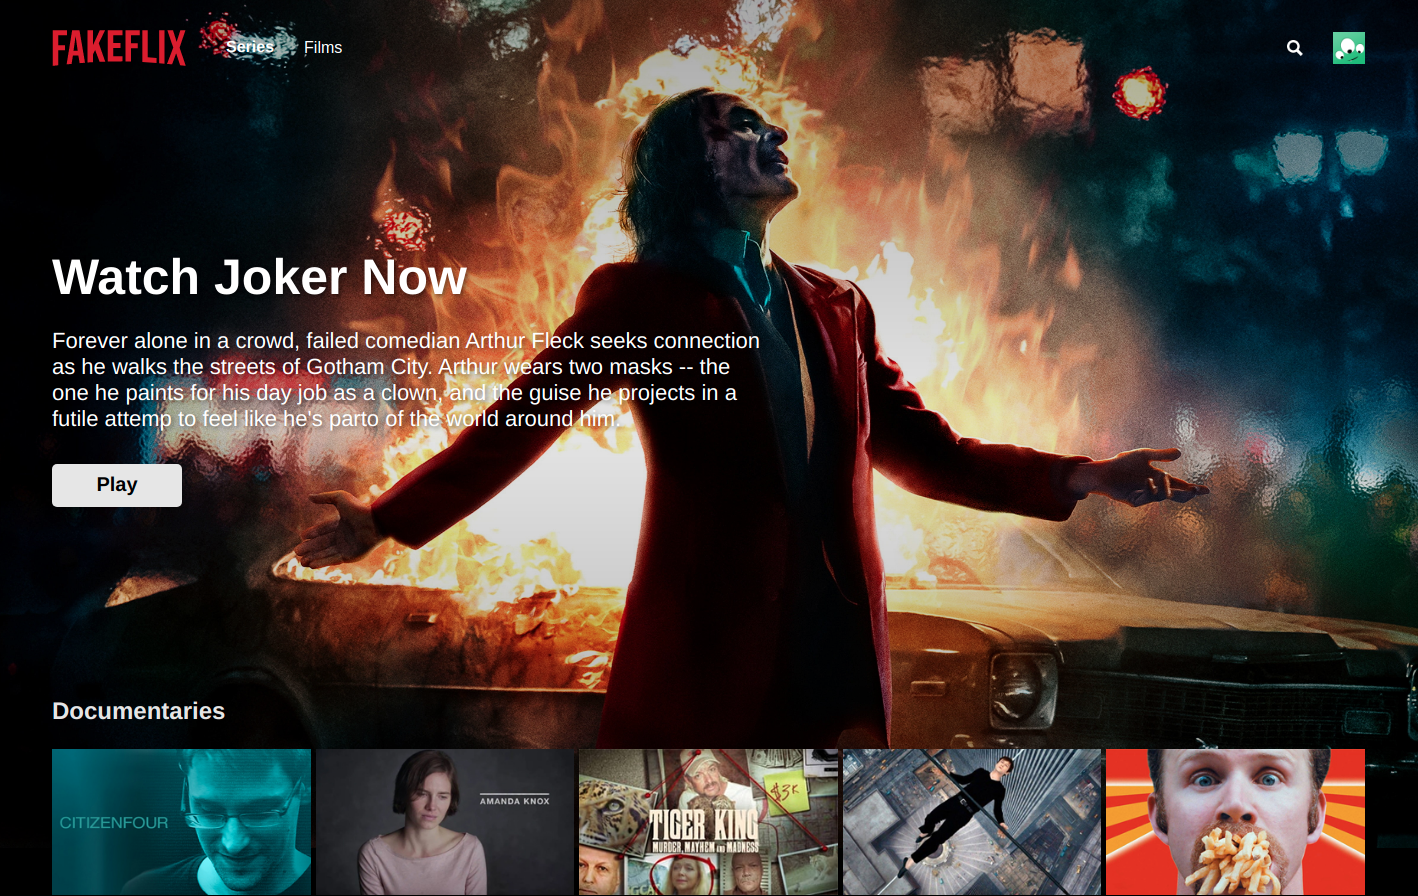 FAKEFLIX
Series
Films
Watch Joker Now
Forever alone in a crowd, failed comedian Arthur Fleck seeks connection
as he walks the streets of Gotham City. Arthur wears two masks -- the
one he paints for his day job as a clown, and the guise he projects in a
futile attemp to feel like he's parto of the world around him.
Play
Documentaries
CITIZENFOUR
AMANDA KNOX
$3K
TIGER KING
MURDER, MAYHEM AND MADNESS